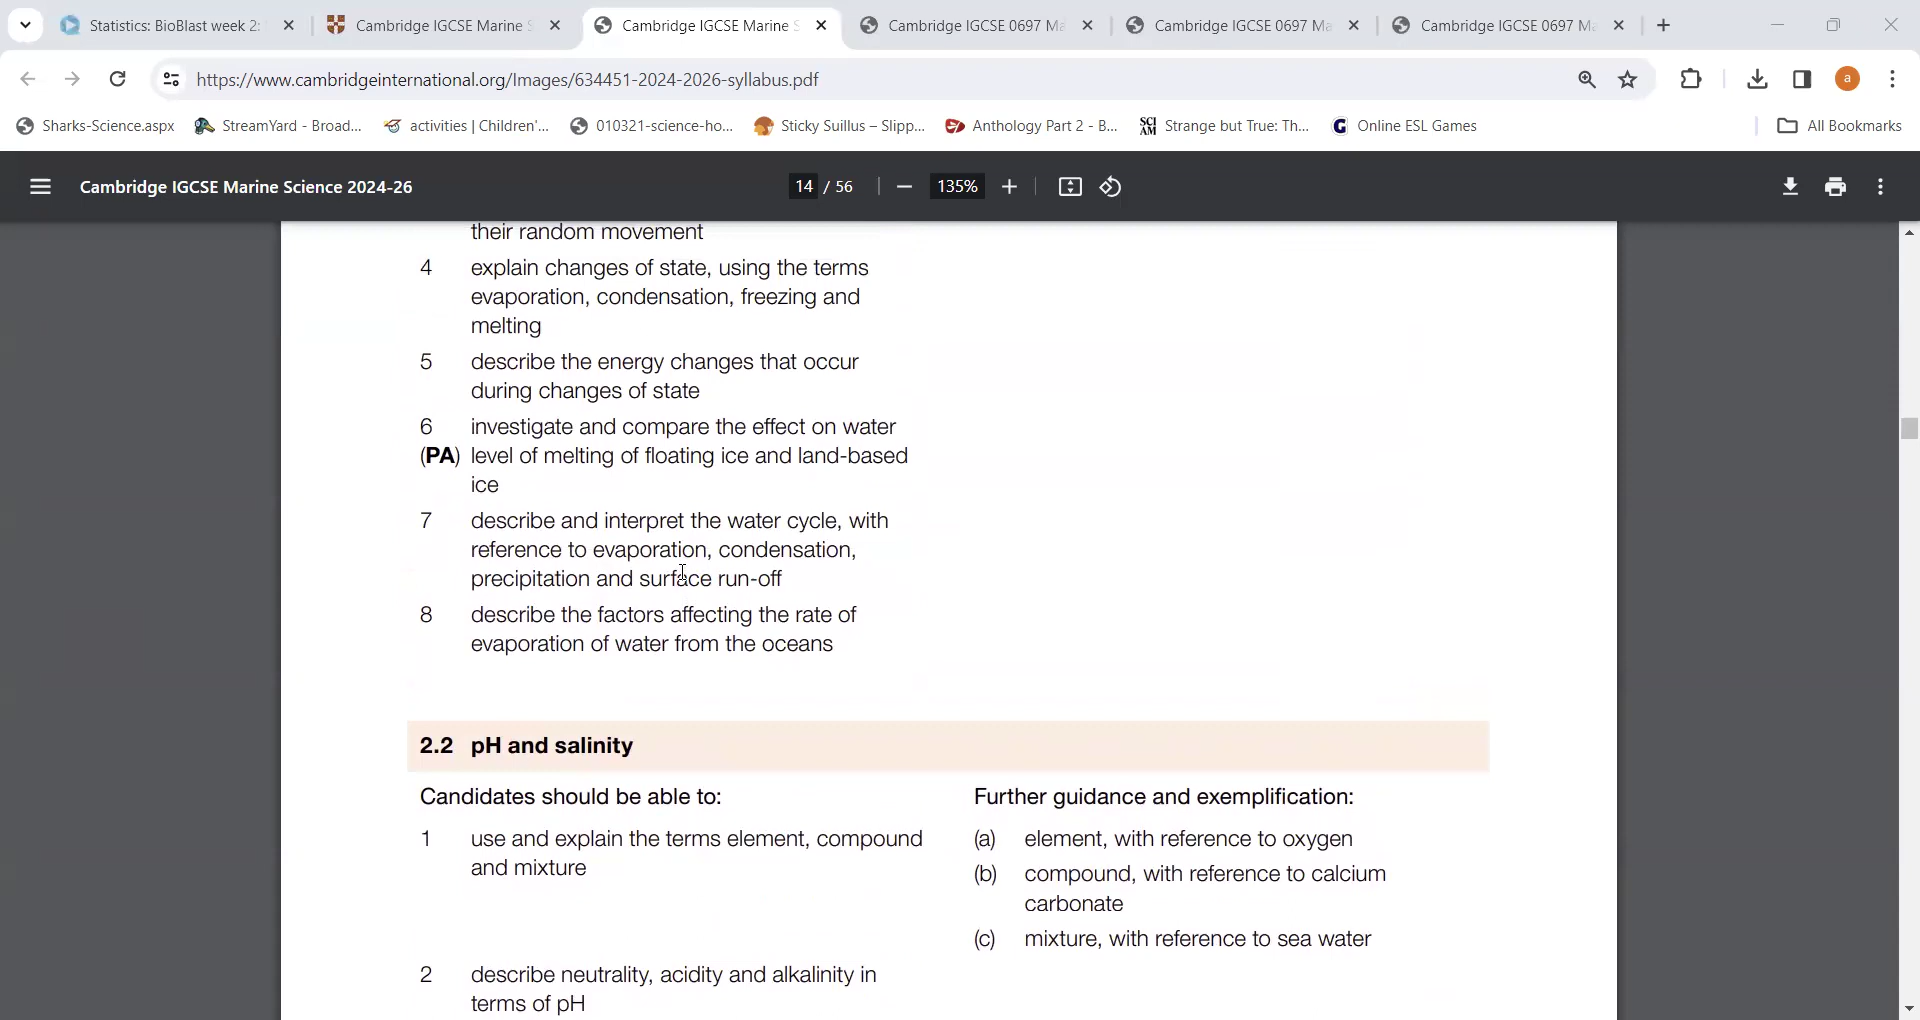 Statistics: BioBlast week 2:
Cambridge IGCSE Marine S
Cambridge IGCSE Marine S
Cambridge IGCSE 0697 Ma
Cambridge IGCSE 0697 Ma
Cambridge IGCSE 0697 Ma
https://www.cambridgeinternational.org/Images/634451-2024-2026-syllabus.pdf
a
Sharks-Science.aspx
StreamYard - Broad...
activities | Children'...
010321-science-ho...
Sticky Suillus – Slipp...
Anthology Part 2 - B...
SCI AM
Strange but True: Th...
Online ESL Games
All Bookmarks
Cambridge IGCSE Marine Science 2024-26
14 / 56
135%
their random movement
4 explain changes of state, using the terms
evaporation, condensation, freezing and
melting
5 describe the energy changes that occur
during changes of state
6 investigate and compare the effect on water
(PA) level of melting of floating ice and land-based
ice
7 describe and interpret the water cycle, with
reference to evaporation, condensation,
precipitation and surface run-off
8 describe the factors affecting the rate of
evaporation of water from the oceans
2.2 pH and salinity
Candidates should be able to:
1 use and explain the terms element, compound
and mixture
2 describe neutrality, acidity and alkalinity in
terms of pH
Further guidance and exemplification:
(a) element, with reference to oxygen
(b) compound, with reference to calcium
carbonate
(c) mixture, with reference to sea water